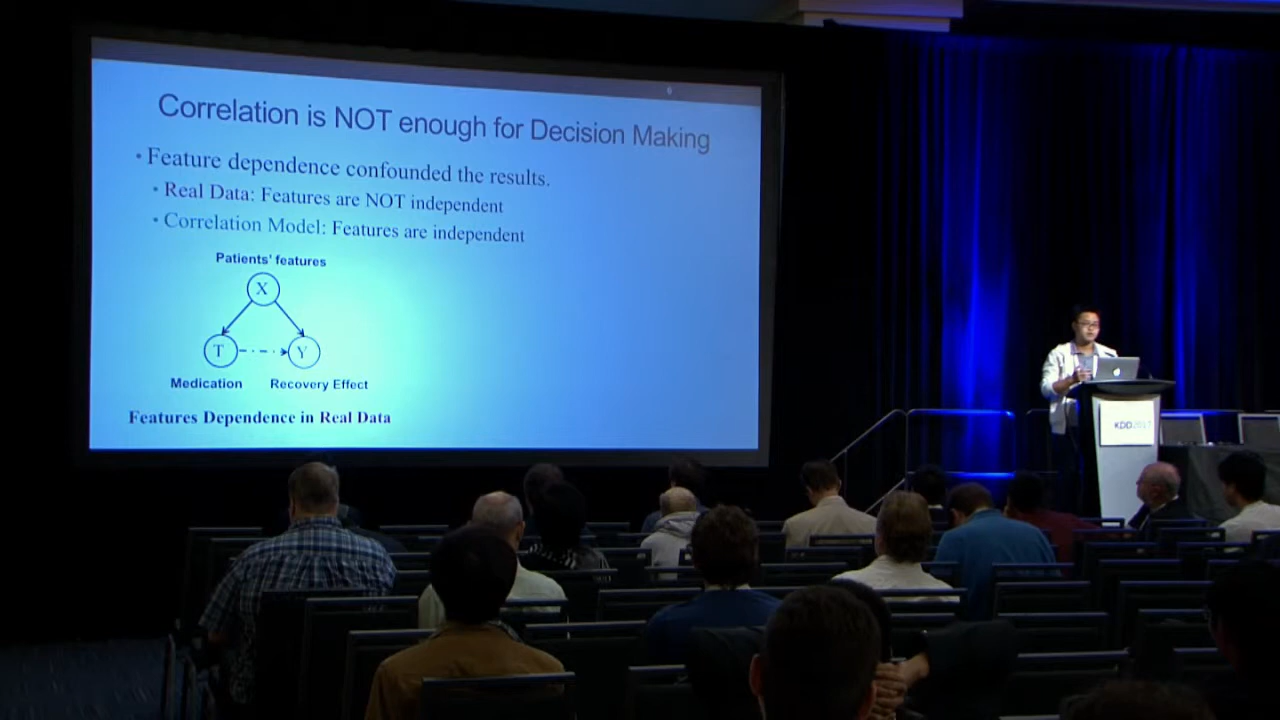 6
Correlation is NOT enough for Decision Making
• Feature dependence confounded the results.
• Real Data: Features are NOT independent
• Correlation Model: Features are independent
Patients' features
X
T
Y
Medication Recovery Effect
Features Dependence in Real Data
KDD2017